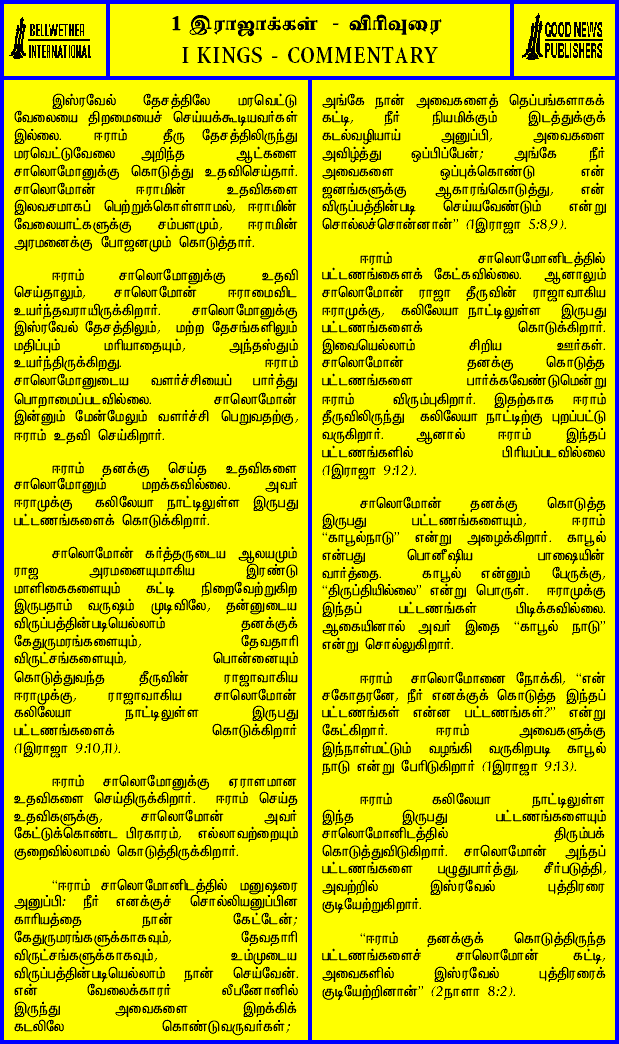 BELLWETHER
INTERNATIONAL
1 இராஜாக்கள் - விரிவுரை
I KINGS - COMMENTARY
GOOD NEWS
PUBLISHERS
இஸ்ரவேல் தேசத்திலே மரவெட்டு
வேலையை திறமையைச் செய்யக்கூடியவர்கள்
இல்லை. ஈராம் தீரு தேசத்திலிருந்து
மரவெட்டுவேலை அறிந்த ஆட்களை
சாலொமோனுக்கு கொடுத்து உதவிசெய்தார்.
சாலொமோன் ஈராமின் உதவிகளை
இலவசமாகப் பெற்றுக்கொள்ளாமல், ஈராமின்
வேலையாட்களுக்கு சம்பளமும், ஈராமின்
அரமனைக்கு போஜனமும் கொடுத்தார்.
ஈராம் சாலொமோனுக்கு உதவி
செய்தாலும், சாலொமோன் ஈராமைவிட
உயர்ந்தவராயிருக்கிறார். சாலொமோனுக்கு
இஸ்ரவேல் தேசத்திலும், மற்ற தேசங்களிலும்
மதிப்பும் மரியாதையும், அந்தஸ்தும்
உயர்ந்திருக்கிறது. ஈராம்
சாலொமோனுடைய வளர்ச்சியைப் பார்த்து
பொறாமைப்படவில்லை. சாலொமோன்
இன்னும் மேன்மேலும் வளர்ச்சி பெறுவதற்கு,
ஈராம் உதவி செய்கிறார்.
ஈராம் தனக்கு செய்த உதவிகளை
சாலொமோனும் மறக்கவில்லை. அவர்
ஈராமுக்கு கலிலேயா நாட்டிலுள்ள இருபது
பட்டணங்களைக் கொடுக்கிறார்.
சாலொமோன் கர்த்தருடைய ஆலயமும்
ராஜ அரமனையுமாகிய இரண்டு
மாளிகைகளையும் கட்டி நிறைவேற்றுகிற
இருபதாம் வருஷம் முடிவிலே, தன்னுடைய
விருப்பத்தின்படியெல்லாம் தனக்குக்
கேதுருமரங்களையும், தேவதாரி
விருட்சங்களையும், பொன்னையும்
கொடுத்துவந்த தீருவின் ராஜாவாகிய
ஈராமுக்கு, ராஜாவாகிய சாலொமோன்
கலிலேயா நாட்டிலுள்ள இருபது
பட்டணங்களைக் கொடுக்கிறார்
(1இராஜா 9:10,11).
ஈராம் சாலொமோனுக்கு ஏராளமான
உதவிகளை செய்திருக்கிறார். ஈராம் செய்த
உதவிகளுக்கு, சாலொமோன் அவர்
கேட்டுக்கொண்ட பிரகாரம், எல்லாவற்றையும்
குறைவில்லாமல் கொடுத்திருக்கிறார்.
“ஈராம் சாலொமோனிடத்தில் மனுஷரை
அனுப்பி: நீர் எனக்குச் சொல்லியனுப்பின
காரியத்தை நான் கேட்டேன்;
கேதுருமரங்களுக்காகவும், தேவதாரி
விருட்சங்களுக்காகவும், உம்முடைய
விருப்பத்தின்படியெல்லாம் நான் செய்வேன்.
என் வேலைக்காரர் லீபனோனில்
இருந்து அவைகளை இறக்கிக்
கடலிலே கொண்டுவருவார்கள்;
அங்கே நான் அவைகளைத் தெப்பங்களாகக்
கட்டி, நீர் நியமிக்கும் இடத்துக்குக்
கடல்வழியாய் அனுப்பி, அவைகளை
அவிழ்த்து ஒப்பிப்பேன்; அங்கே நீர்
அவைகளை ஒப்புக்கொண்டு என்
ஜனங்களுக்கு ஆகாரங்கொடுத்து, என்
விருப்பத்தின்படி செய்யவேண்டும் என்று
சொல்லச்சொன்னான்” (1இராஜா 5:8,9).
ஈராம் சாலொமோனிடத்தில்
பட்டணங்கைளக் கேட்கவில்லை. ஆனாலும்
சாலொமோன் ராஜா தீருவின் ராஜாவாகிய
ஈராமுக்கு, கலிலேயா நாட்டிலுள்ள இருபது
பட்டணங்களைக் கொடுக்கிறார்.
இவையெல்லாம் சிறிய ஊர்கள்.
சாலொமோன் தனக்கு கொடுத்த
பட்டணங்களை பார்க்கவேண்டுமென்று
ஈராம் விரும்புகிறார். இதற்காக ஈராம்
தீருவிலிருந்து கலிலேயா நாட்டிற்கு புறப்பட்டு
வருகிறார். ஆனால் ஈராம் இந்தப்
பட்டணங்களில் பிரியப்படவில்லை
(1இராஜா 9:12).
சாலொமோன் தனக்கு கொடுத்த
இருபது பட்டணங்களையும், ஈராம்
“காபூல்நாடு” என்று அழைக்கிறார். காபூல்
என்பது பொனீஷிய பாஷையின்
வார்த்தை. காபூல் என்னும் பேருக்கு,
“திருப்தியில்லை” என்று பொருள். ஈராமுக்கு
இந்தப் பட்டணங்கள் பிடிக்கவில்லை.
ஆகையினால் அவர் இதை “காபூல் நாடு”
என்று சொல்லுகிறார்.
ஈராம் சாலொமோனை நோக்கி, “என்
சகோதரனே, நீர் எனக்குக் கொடுத்த இந்தப்
பட்டணங்கள் என்ன பட்டணங்கள்?” என்று
கேட்கிறார். ஈராம் அவைகளுக்கு
இந்நாள்மட்டும் வழங்கி வருகிறபடி காபூல்
நாடு என்று பேரிடுகிறார் (1இராஜா 9:13).
ஈராம் கலிலேயா நாட்டிலுள்ள
இந்த இருபது பட்டணங்களையும்
சாலொமோனிடத்தில் திரும்பக்
கொடுத்துவிடுகிறார். சாலொமோன் அந்தப்
பட்டணங்களை பழுதுபார்த்து, சீர்படுத்தி,
அவற்றில் இஸ்ரவேல் புத்திரரை
குடியேற்றுகிறார்.
“ஈராம் தனக்குக் கொடுத்திருந்த
பட்டணங்களைச் சாலொமோன் கட்டி,
அவைகளில் இஸ்ரவேல் புத்திரரைக்
குடியேற்றினான்” (2நாளா 8:2).